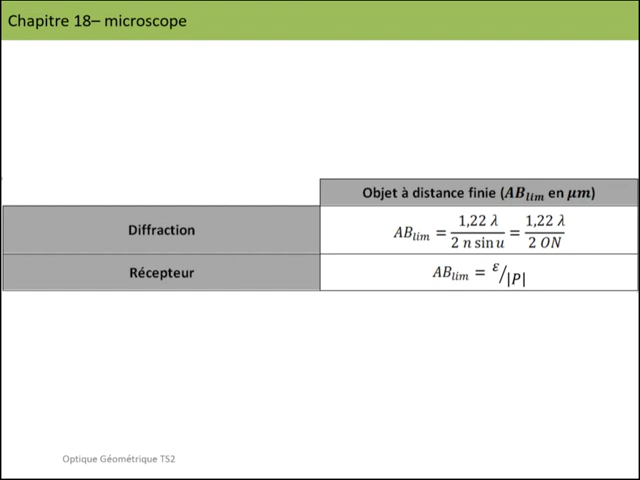 Chapitre 18– microscope
Objet à distance finie (AB_lim en μm)
Diffraction
AB_lim = 1,22 λ / 2 n sin u = 1,22 λ / 2 ON
Récepteur
AB_lim = ε/|P|
Optique Géométrique TS2